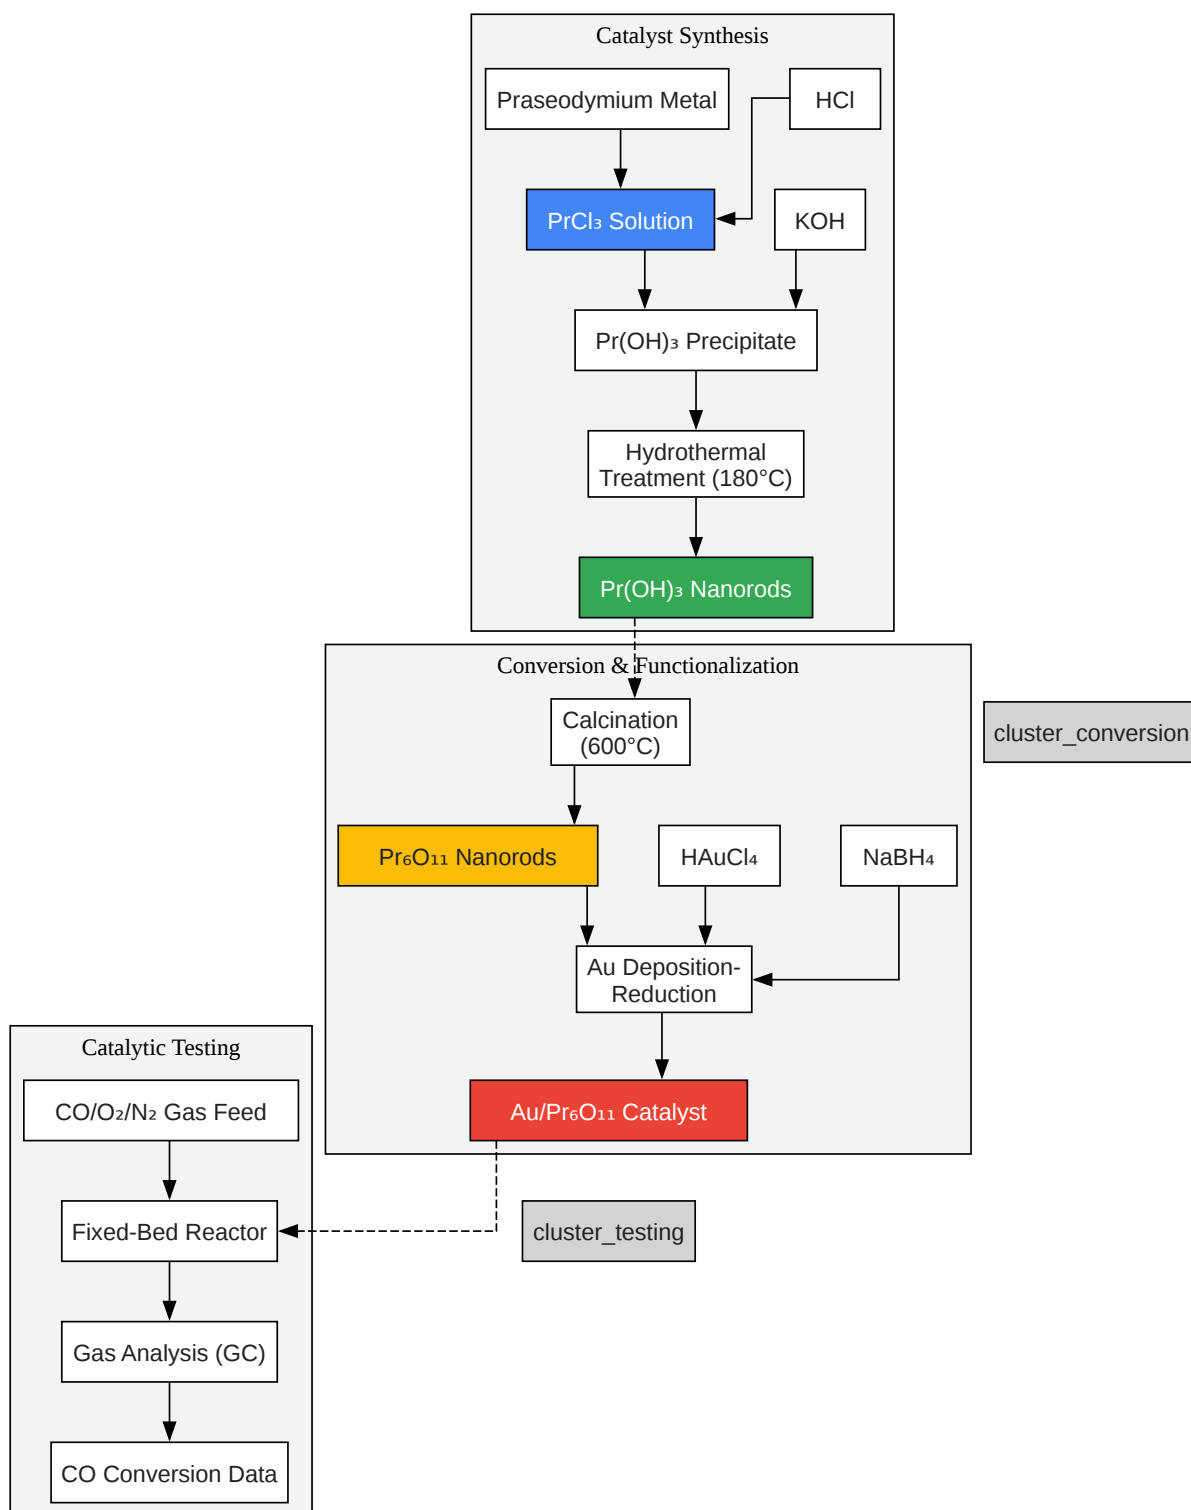 Catalyst Synthesis
Praseodymium Metal
HCl
PrCl₃ Solution
KOH
Pr(OH)₃ Precipitate
Hydrothermal
Treatment (180°C)
Pr(OH)₃ Nanorods
Conversion & Functionalization
Calcination
(600°C)
cluster_conversion
Pr₆O₁₁ Nanorods
HAuCl₄
NaBH₄
Au Deposition-
Reduction
Au/Pr₆O₁₁ Catalyst
Catalytic Testing
CO/O₂/N₂ Gas Feed
Fixed-Bed Reactor
cluster_testing
Gas Analysis (GC)
CO Conversion Data